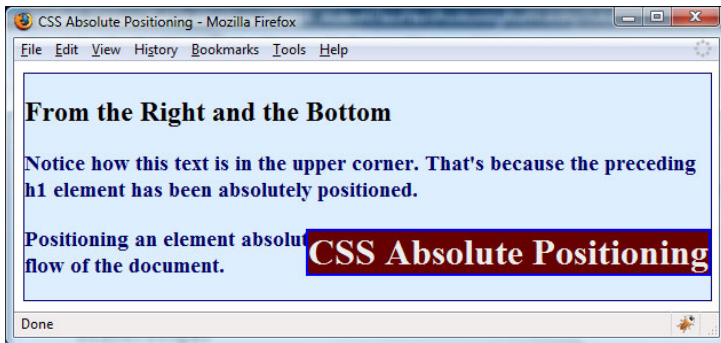 CSS Absolute Positioning - Mozilla Firefox
File Edit View History Bookmarks Tools Help
From the Right and the Bottom
Notice how this text is in the upper corner. That's because the preceding
h1 element has been absolutely positioned.
Positioning an element absolut
CSS Absolute Positioning
flow of the document.
Done